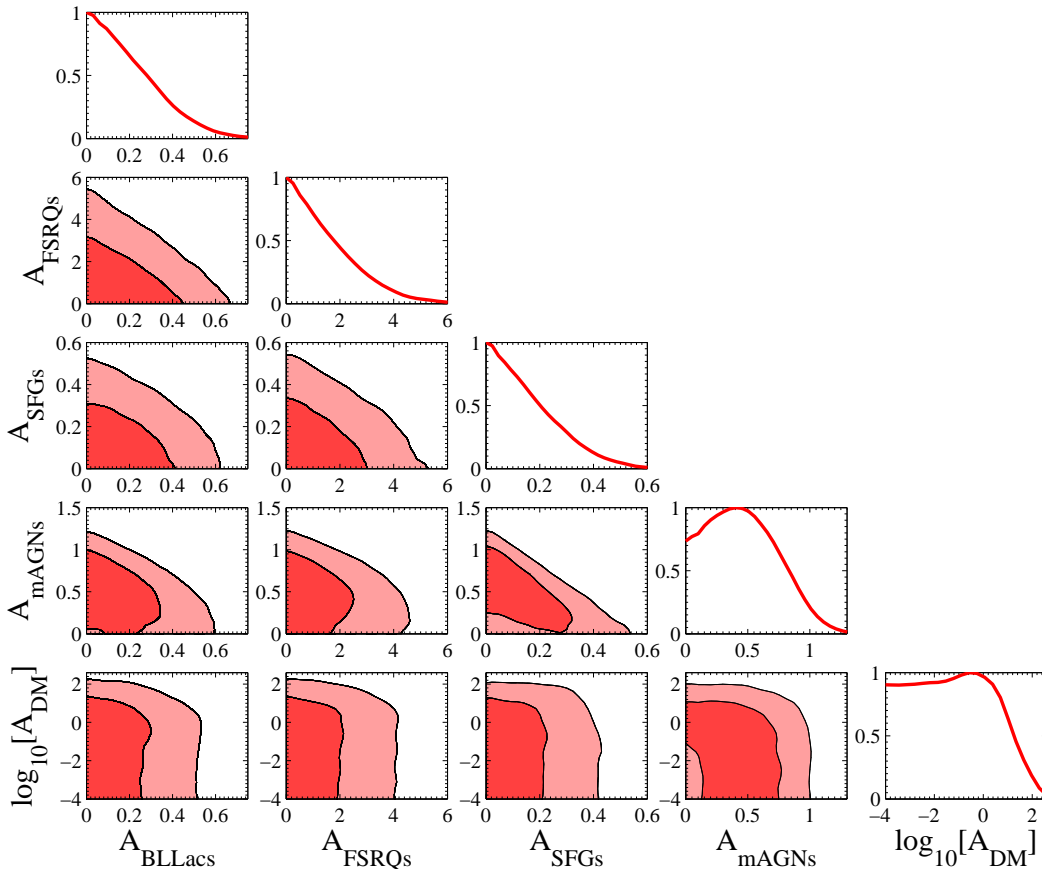 1
0.5
0
0 0.2 0.4 0.6
A_FSRQs
6 1
4
0.5
2
0 0
0 0.2 0.4 0.6 0 2 4 6
A_SFGs
0.6 0.6 1
0.4 0.4
0.5
0.2 0.2
0 0 0
0 0.2 0.4 0.6 0 2 4 6 0 0.2 0.4 0.6
A_mAGNs
1.5 1.5 1.5 1
1 1 1
0.5 0.5 0.5 0.5
0 0 0 0
0 0.2 0.4 0.6 0 2 4 6 0 0.2 0.4 0.6 0 0.5 1
log_10[A_DM]
2 2 2 2 1
0 0 0 0 0.5
−2 −2 −2 −2
−4 −4 −4 −4 0
0 0.2 0.4 0.6 0 2 4 6 0 0.2 0.4 0.6 0 0.5 1 −4 −2 0 2
A_BLLacs A_FSRQs A_SFGs A_mAGNs log_10[A_DM]